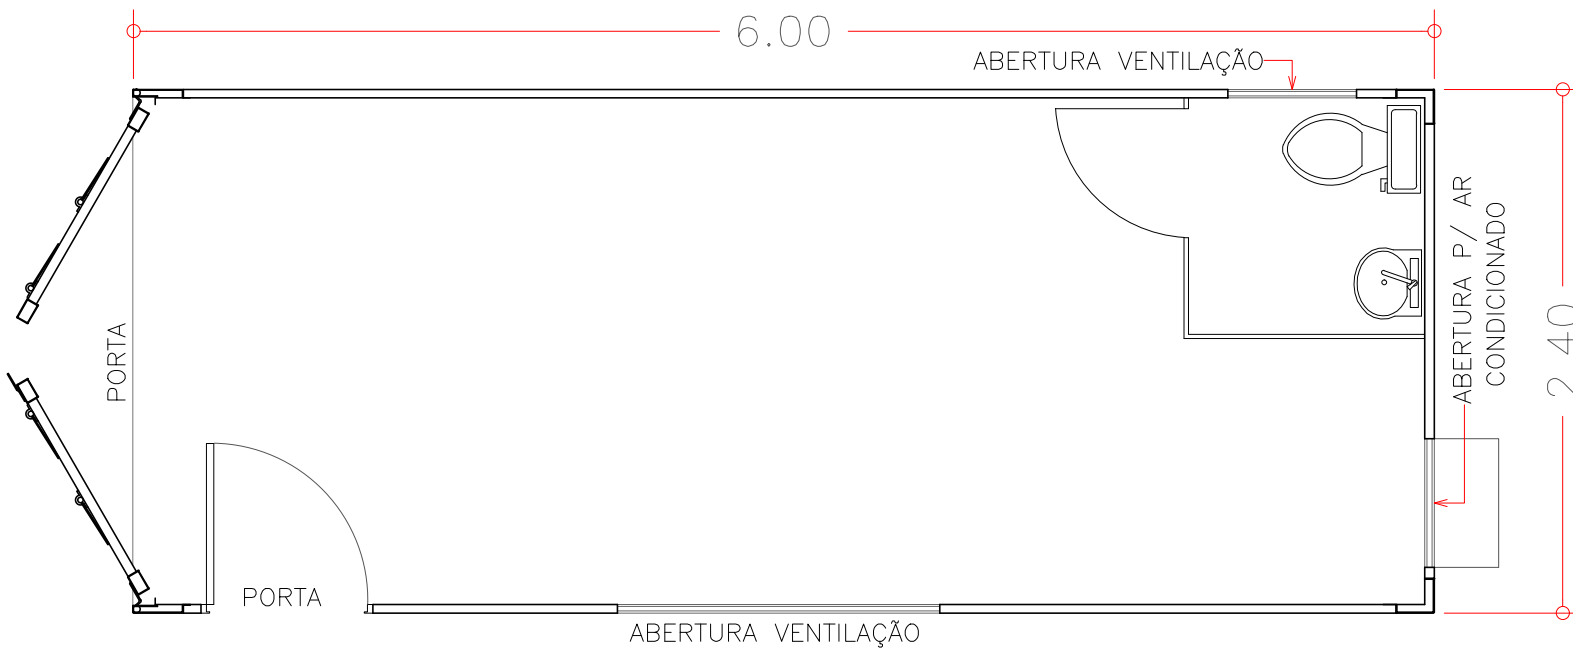 6.00
ABERTURA VENTILAÇÃO
ABERTURA P/ AR
CONDICIONADO
2.40
PORTA
PORTA
ABERTURA VENTILAÇÃO